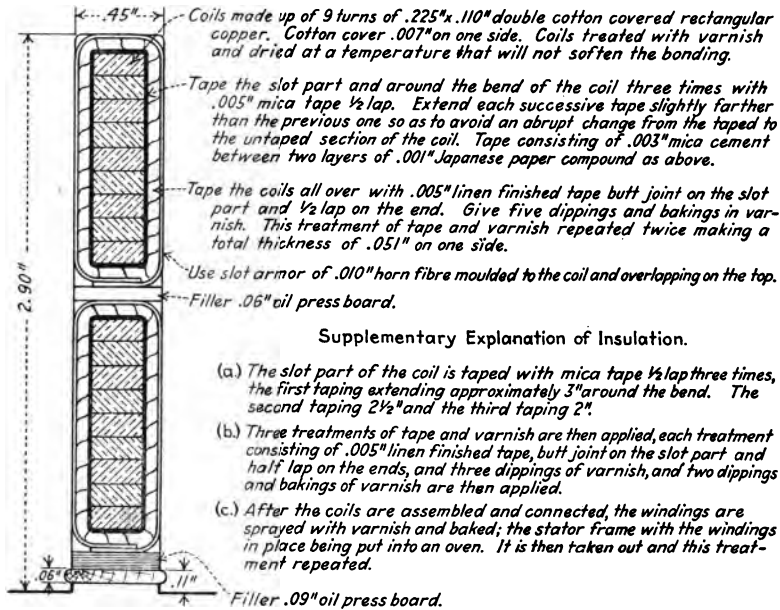 .45"
Coils made up of 9 turns of .225"x.110" double cotton covered rectangular
copper. Cotton cover .007" on one side. Coils treated with varnish
and dried at a temperature that will not soften the bonding.
Tape the slot part and around the bend of the coil three times with
.005" mica tape ½ lap. Extend each successive tape slightly farther
than the previous one so as to avoid an abrupt change from the taped to
the untaped section of the coil. Tape consisting of .003" mica cement
between two layers of .001" Japanese paper compound as above.
Tape the coils all over with .005" linen finished tape butt joint on the slot
part and ½ lap on the end. Give five dippings and bakings in var-
nish. This treatment of tape and varnish repeated twice making a
total thickness of .051" on one side.
Use slot armor of .010" horn fibre moulded to the coil and overlapping on the top.
2.90"
Filler .06" oil press board.
Supplementary Explanation of Insulation.
(a.) The slot part of the coil is taped with mica tape ½ lap three times,
the first taping extending approximately 3" around the bend. The
second taping 2½" and the third taping 2".
(b.) Three treatments of tape and varnish are then applied, each treatment
consisting of .005" linen finished tape, butt joint on the slot part and
half lap on the ends, and three dippings of varnish, and two dippings
and bakings of varnish are then applied.
(c.) After the coils are assembled and connected, the windings are
sprayed with varnish and baked; the stator frame with the windings
in place being put into an oven. It is then taken out and this treat-
ment repeated.
.06"
.11"
Filler .09" oil press board.